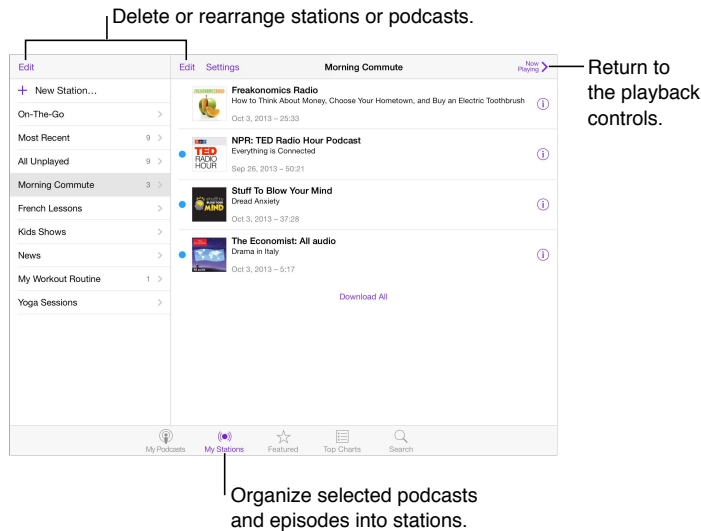 Delete or rearrange stations or podcasts.
Edit
Edit Settings
Morning Commute
Now
Playing
Return to
the playback
controls.
+ New Station...
On-The-Go
Most Recent 9
All Unplayed 9
Morning Commute 3
French Lessons
Kids Shows
News
My Workout Routine 1
Yoga Sessions
Freakonomics Radio
How to Think About Money, Choose Your Hometown, and Buy an Electric Toothbrush
Oct 3, 2013 – 25:33
TED
RADIO
HOUR
NPR: TED Radio Hour Podcast
Everything is Connected
Sep 26, 2013 – 50:21
MIND
Stuff To Blow Your Mind
Dread Anxiety
Oct 3, 2013 – 37:28
The Economist: All audio
Drama in Italy
Oct 3, 2013 – 5:17
Download All
My Podcasts
My Stations
Featured
Top Charts
Search
Organize selected podcasts
and episodes into stations.